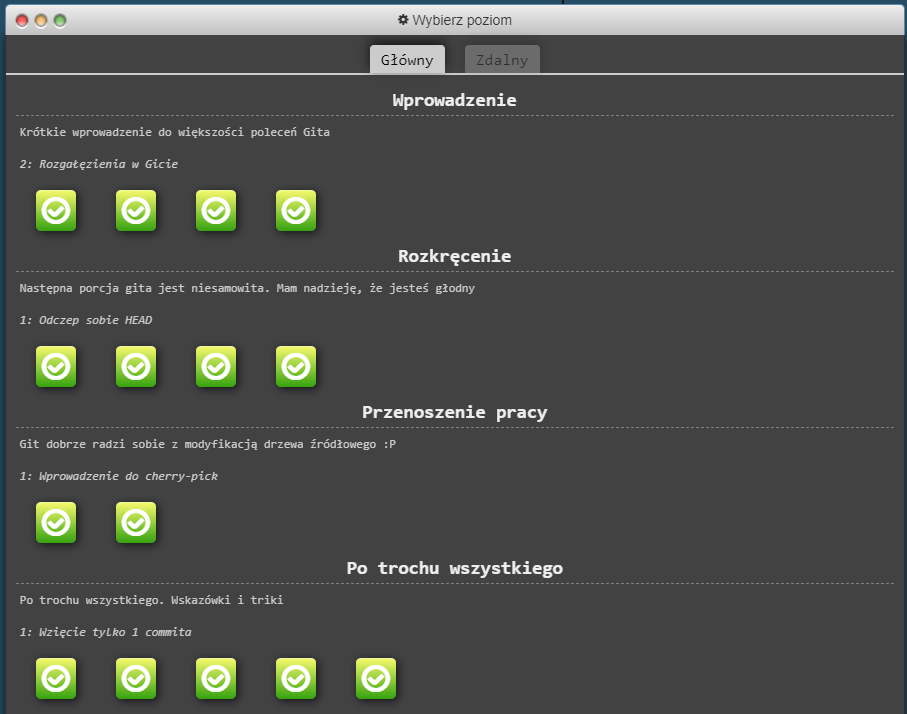 Wybierz poziom
Główny
Zdalny
Wprowadzenie
Krótkie wprowadzenie do większości poleceń Gita
2: Rozgałęzienia w Gicie
Rozkręcenie
Następna porcja gita jest niesamowita. Mam nadzieję, że jesteś głodny
1: Odczep sobie HEAD
Przenoszenie pracy
Git dobrze radzi sobie z modyfikacją drzewa źródłowego :P
1: Wprowadzenie do cherry-pick
Po trochu wszystkiego
Po trochu wszystkiego. Wskazówki i triki
1: Wzięcie tylko 1 commita